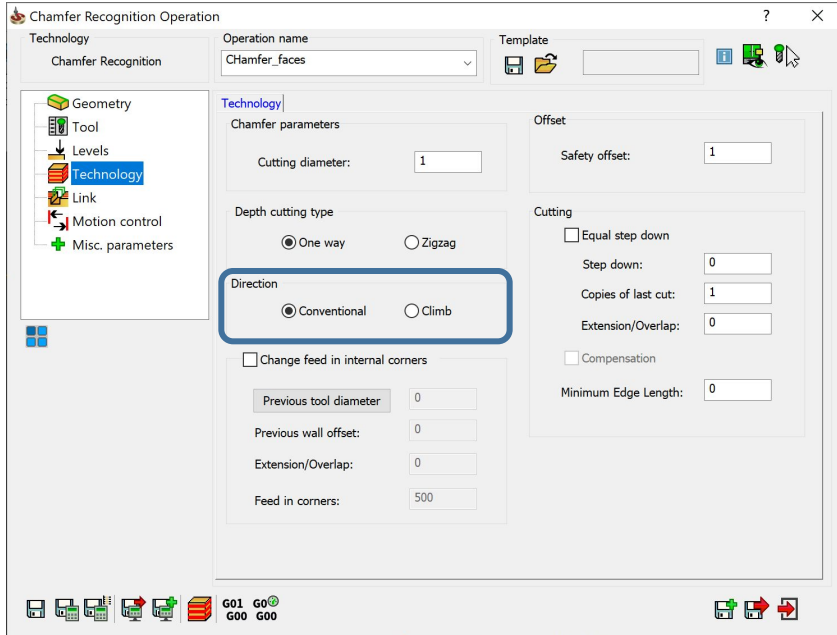 Chamfer Recognition Operation
?
Technology
Chamfer Recognition
Operation name
CHamfer_faces
Template
Geometry
Tool
Levels
Technology
Link
Motion control
Misc. parameters
Technology
Chamfer parameters
Cutting diameter: 1
Depth cutting type
One way Zigzag
Direction
Conventional Climb
Change feed in internal corners
Previous tool diameter 0
Previous wall offset: 0
Extension/Overlap: 0
Feed in corners: 500
Offset
Safety offset: 1
Cutting
Equal step down
Step down: 0
Copies of last cut: 1
Extension/Overlap: 0
Compensation
Minimum Edge Length: 0
G01 G0
G00 G00